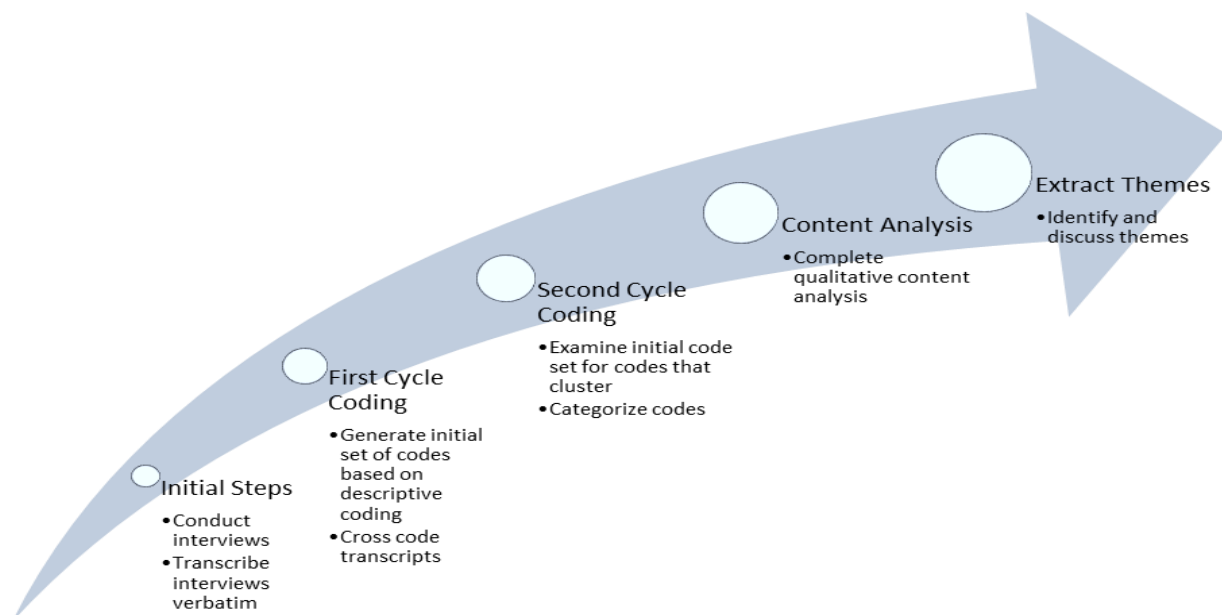 Initial Steps
•Conduct
interviews
•Transcribe
interviews
verbatim
First Cycle
Coding
•Generate initial
set of codes
based on
descriptive
coding
•Cross code
transcripts
Second Cycle
Coding
•Examine initial code
set for codes that
cluster
•Categorize codes
Content Analysis
•Complete
qualitative content
analysis
Extract Themes
•Identify and
discuss themes